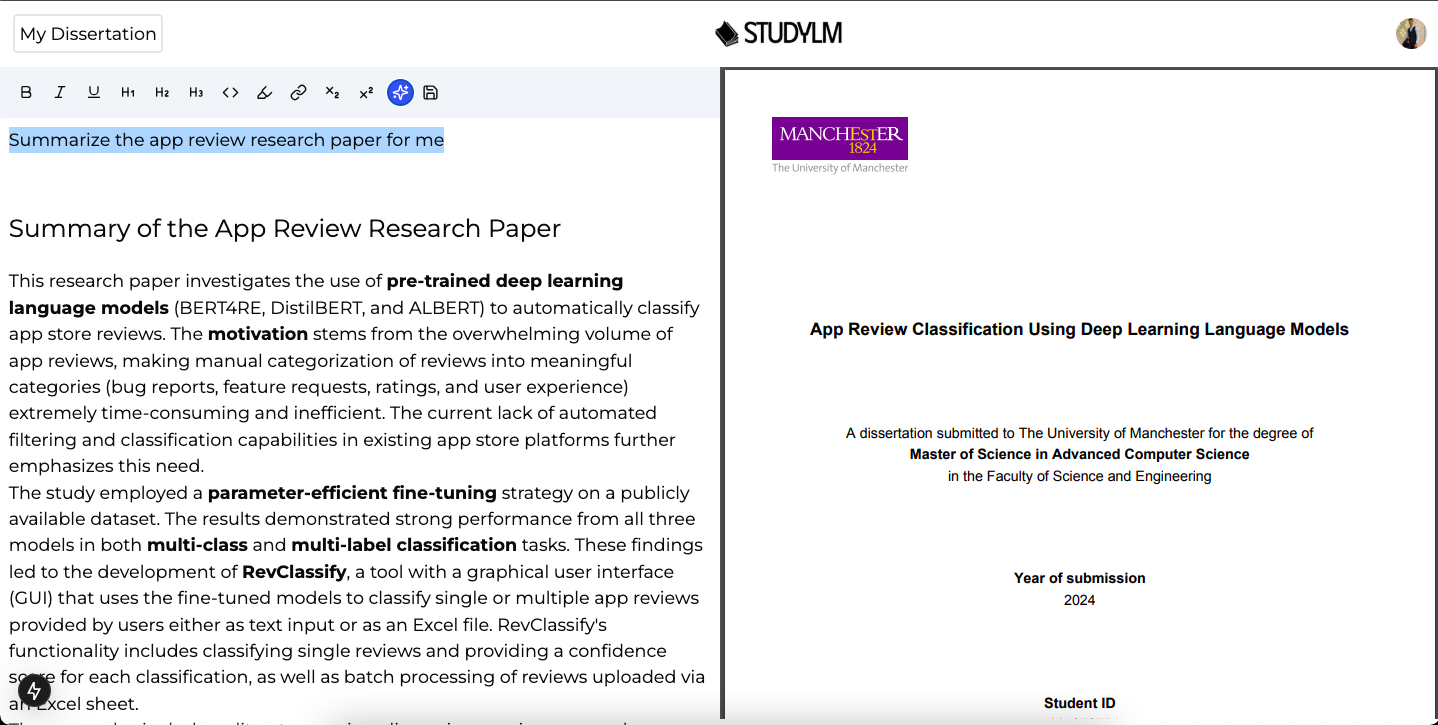 My Dissertation
STUDYLM
B I U H1 H2 H3 <> X2 X2
Summarize the app review research paper for me
Summary of the App Review Research Paper
This research paper investigates the use of pre-trained deep learning
language models (BERT4RE, DistilBERT, and ALBERT) to automatically classify
app store reviews. The motivation stems from the overwhelming volume of
app reviews, making manual categorization of reviews into meaningful
categories (bug reports, feature requests, ratings, and user experience)
extremely time-consuming and inefficient. The current lack of automated
filtering and classification capabilities in existing app store platforms further
emphasizes this need.
The study employed a parameter-efficient fine-tuning strategy on a publicly
available dataset. The results demonstrated strong performance from all three
models in both multi-class and multi-label classification tasks. These findings
led to the development of RevClassify, a tool with a graphical user interface
(GUI) that uses the fine-tuned models to classify single or multiple app reviews
provided by users either as text input or as an Excel file. RevClassify's
functionality includes classifying single reviews and providing a confidence
score for each classification, as well as batch processing of reviews uploaded via
an Excel sheet.
MANCHESTER
1824
The University of Manchester
App Review Classification Using Deep Learning Language Models
A dissertation submitted to The University of Manchester for the degree of
Master of Science in Advanced Computer Science
in the Faculty of Science and Engineering
Year of submission
2024
Student ID